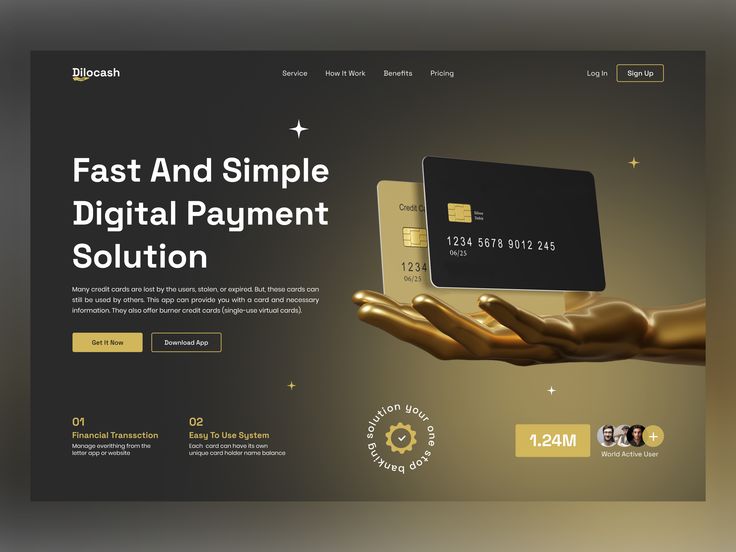 Dilocash
Service How It Work Benefits Pricing
Log In Sign Up
Fast And Simple
Digital Payment
Solution
Many credit cards are lost by the users, stolen, or expired. But, these cards can
still be used by others. This app can provide you with a card and necessary
information. They also offer burner credit cards (single-use virtual cards).
Get It Now Download App
Credit Ca
1234
06/25
1234 5678 9012 245
06/25
01
Financial Transsction
Manage averithing from the
letter app or website
02
Easy To Use System
Each card can have its own
unique card holder name balance
solution your one stop banking
1.24M
World Active User